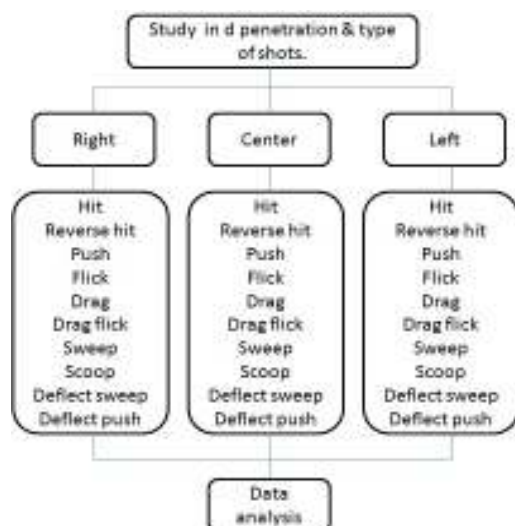 Study in d penetration & type
of shots.
Right
Center
Left
Hit
Reverse hit
Push
Flick
Drag
Drag flick
Sweep
Scoop
Deflect sweep
Deflect push
Hit
Reverse hit
Push
Flick
Drag
Drag flick
Sweep
Scoop
Deflect sweep
Deflect push
Hit
Reverse hit
Push
Flick
Drag
Drag flick
Sweep
Scoop
Deflect sweep
Deflect push
Data
analysis